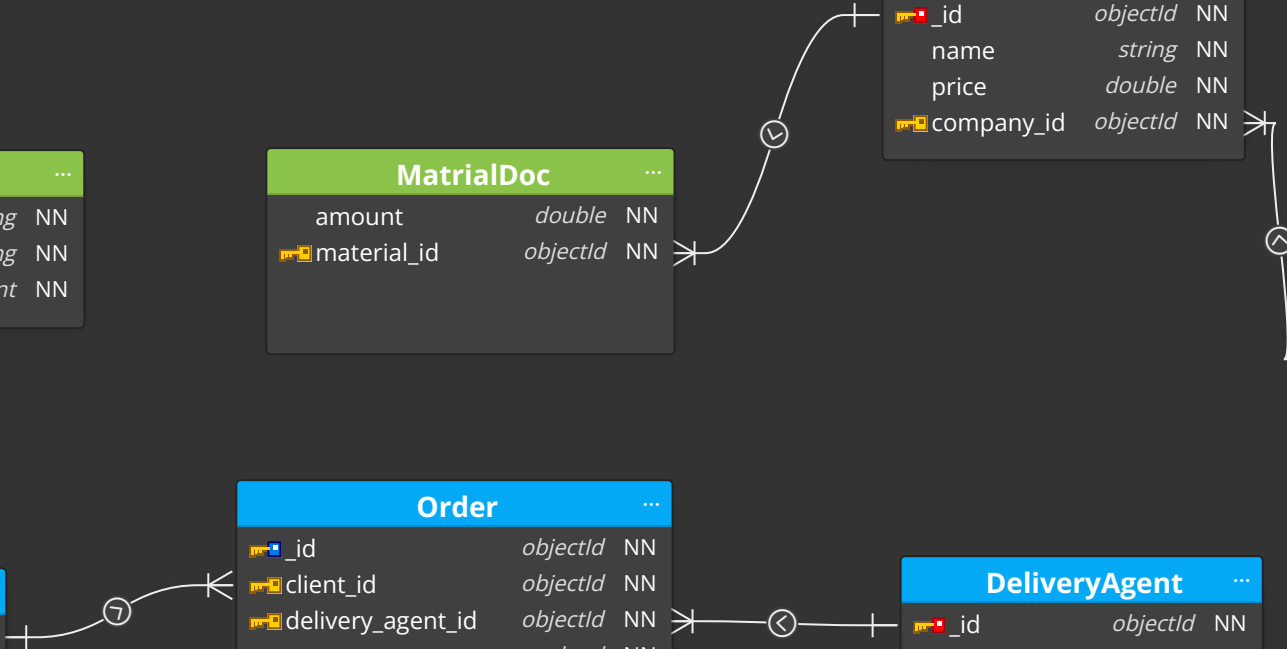 _id objectId NN
name string NN
price double NN
company_id objectId NN
NN
NN
NN
MatrialDoc ...
amount double NN
material_id objectId NN
Order ...
_id objectId NN
client_id objectId NN
delivery_agent_id objectId NN
DeliveryAgent ...
_id objectId NN